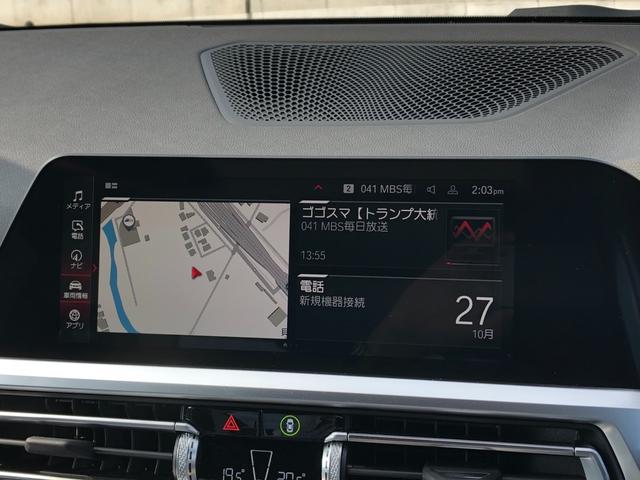 2 041 MBS毎 2:03pm
メディア
電話
ナビ
車両情報
アプリ
ゴゴスマ【トランプ大納
041 MBS毎日放送
13:55
電話
新規機器接続
27
10月
19.5° 20.5°